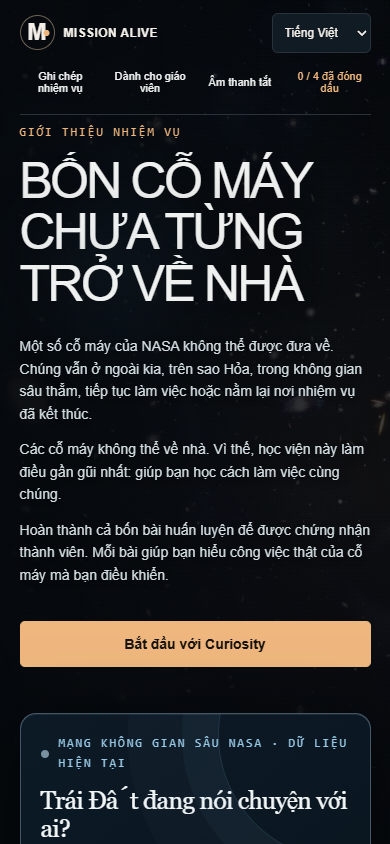 M MISSION ALIVE
Tiếng Việt
Ghi chép
nhiệm vụ
Dành cho giáo
viên
Âm thanh tắt
0 / 4 đã đóng
dấu
GIỚI THIỆU NHIỆM VỤ
BỐN CỖ MÁY
CHƯA TỪNG
TRỞ VỀ NHÀ
Một số cỗ máy của NASA không thể được đưa về.
Chúng vẫn ở ngoài kia, trên sao Hỏa, trong không gian
sâu thẳm, tiếp tục làm việc hoặc nằm lại nơi nhiệm vụ
đã kết thúc.
Các cỗ máy không thể về nhà. Vì thế, học viện này làm
điều gần gũi nhất: giúp bạn học cách làm việc cùng
chúng.
Hoàn thành cả bốn bài huấn luyện để được chứng nhận
thành viên. Mỗi bài giúp bạn hiểu công việc thật của cỗ
máy mà bạn điều khiển.
Bắt đầu với Curiosity
MẠNG KHÔNG GIAN SÂU NASA · DỮ LIỆU
HIỆN TẠI
Trái Đất đang nói chuyện với
ai?